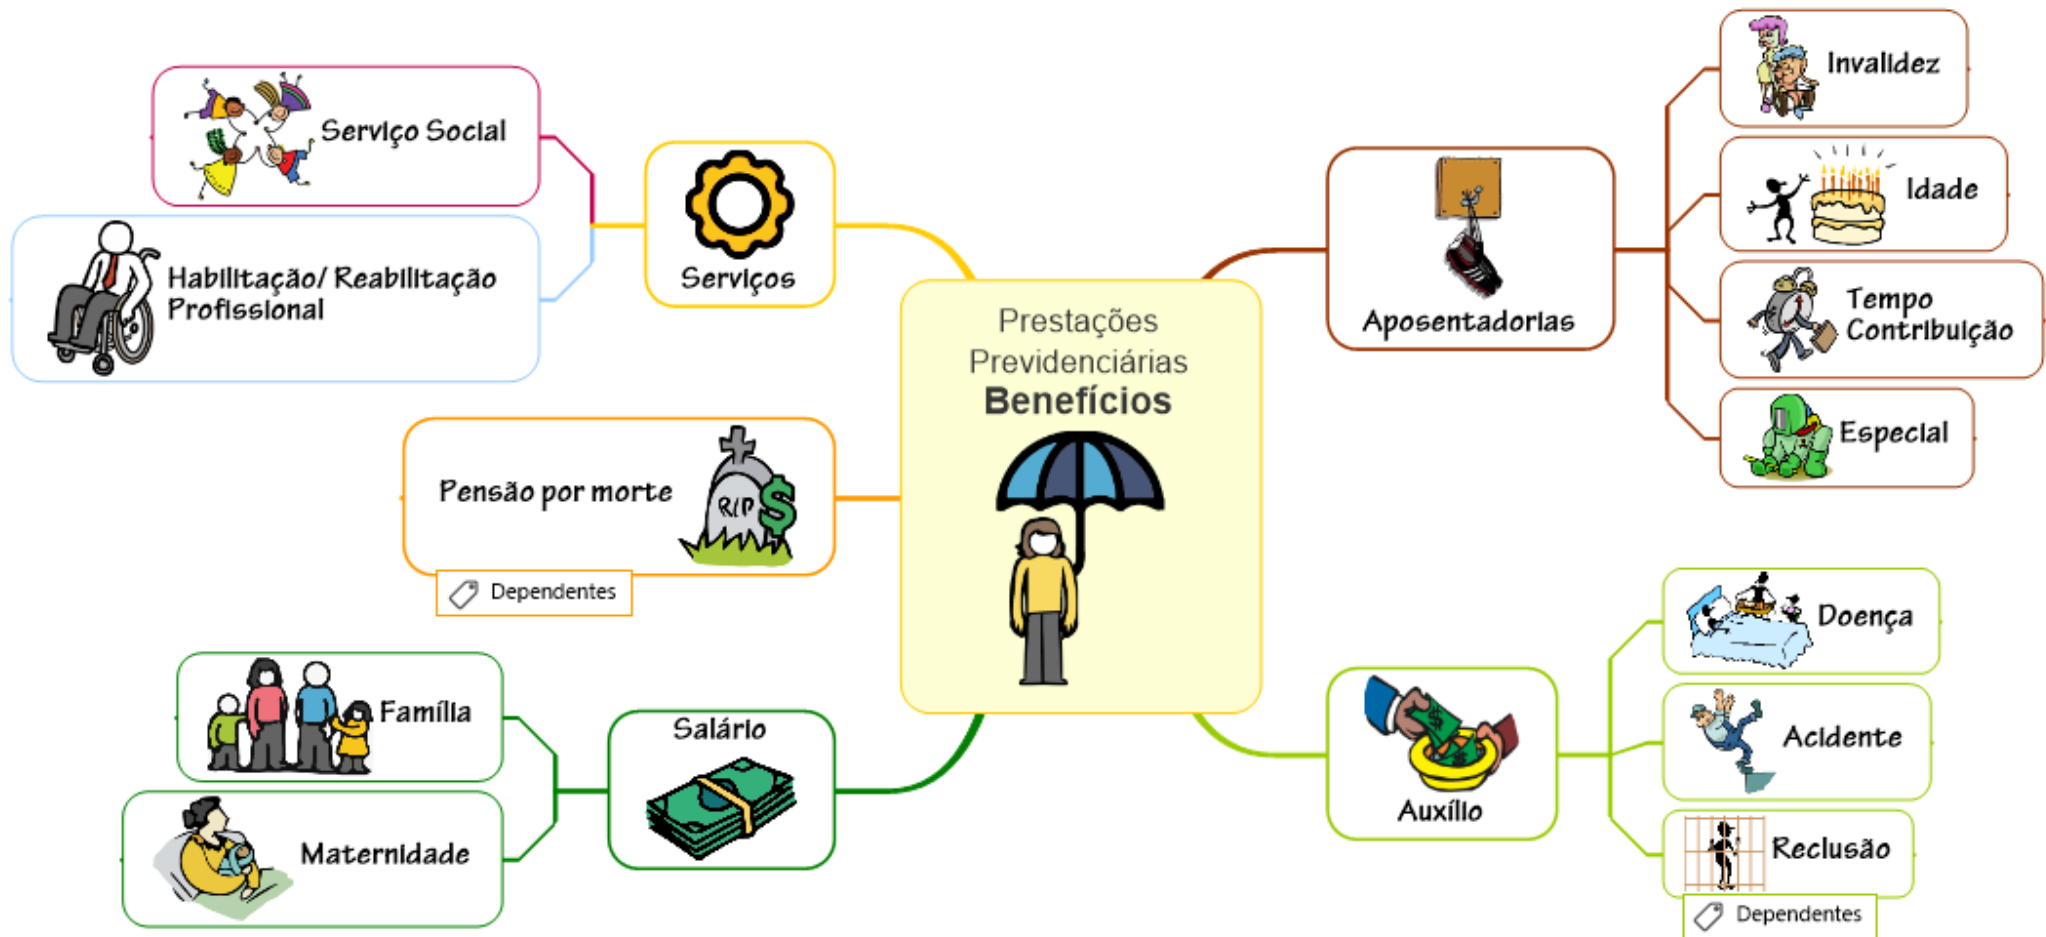 Prestações
Previdenciárias
Benefícios
Aposentadorias
Invalidez
Idade
Tempo
Contribuição
Especial
Auxílio
Doença
Acidente
Reclusão
Dependentes
Serviços
Serviço Social
Habilitação/ Reabilitação
Profissional
Pensão por morte
RIP
$
Dependentes
Salário
Família
Maternidade